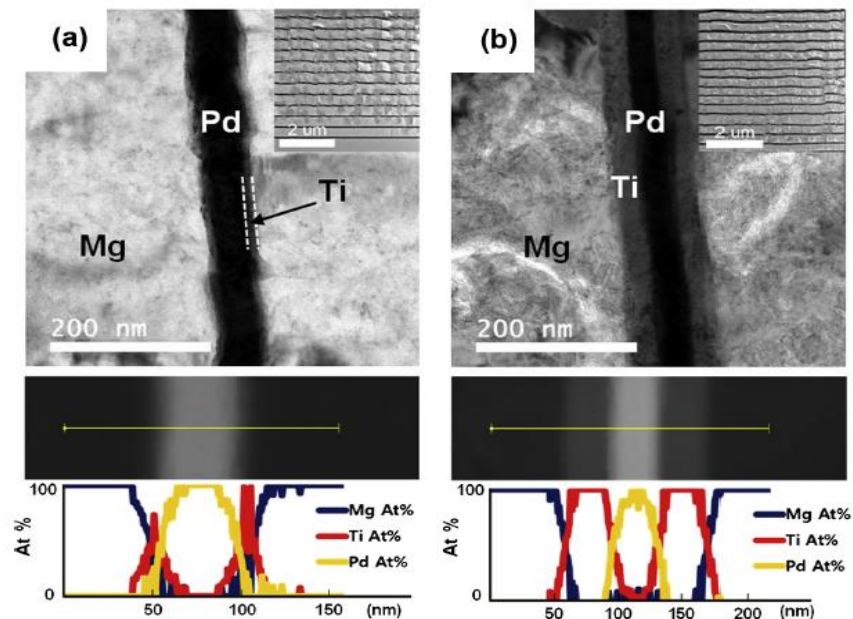 (a)
Pd
2 um
Ti
Mg
200 nm
100
At %
0
Mg At%
Ti At%
Pd At%
50
100
150
(nm)
(b)
Pd
2 um
Ti
Mg
200 nm
100
At %
0
Mg At%
Ti At%
Pd At%
50
100
150
200
(nm)